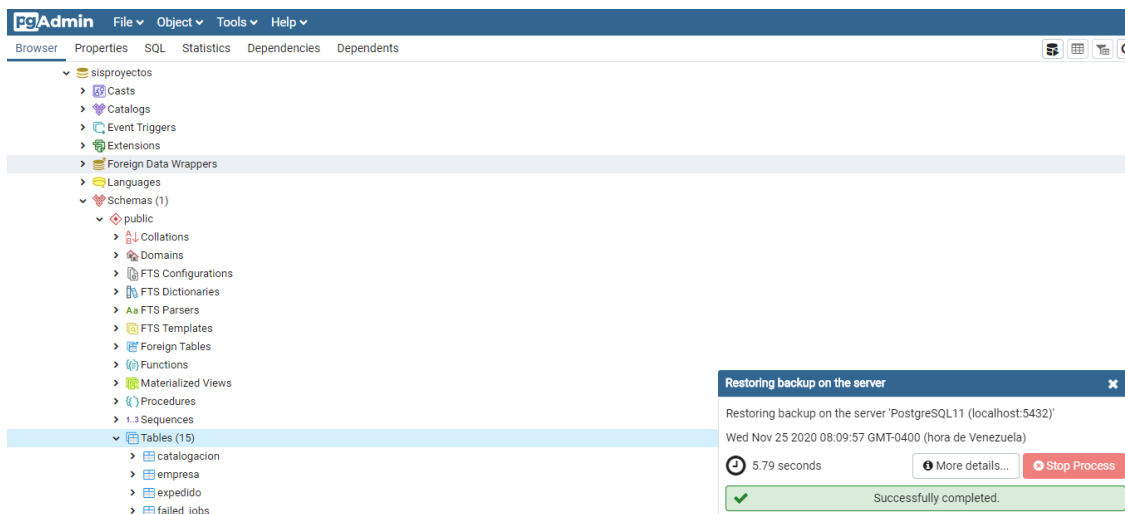 pgAdmin File Object Tools Help
Browser Properties SQL Statistics Dependencies Dependents
sisproyectos
Casts
Catalogs
Event Triggers
Extensions
Foreign Data Wrappers
Languages
Schemas (1)
public
Collations
Domains
FTS Configurations
FTS Dictionaries
Aa FTS Parsers
FTS Templates
Foreign Tables
Functions
Materialized Views
Procedures
1..3 Sequences
Tables (15)
catalogacion
empresa
expedido
failed_jobs
Restoring backup on the server
Restoring backup on the server 'PostgreSQL11 (localhost:5432)'
Wed Nov 25 2020 08:09:57 GMT-0400 (hora de Venezuela)
5.79 seconds More details... Stop Process
Successfully completed.